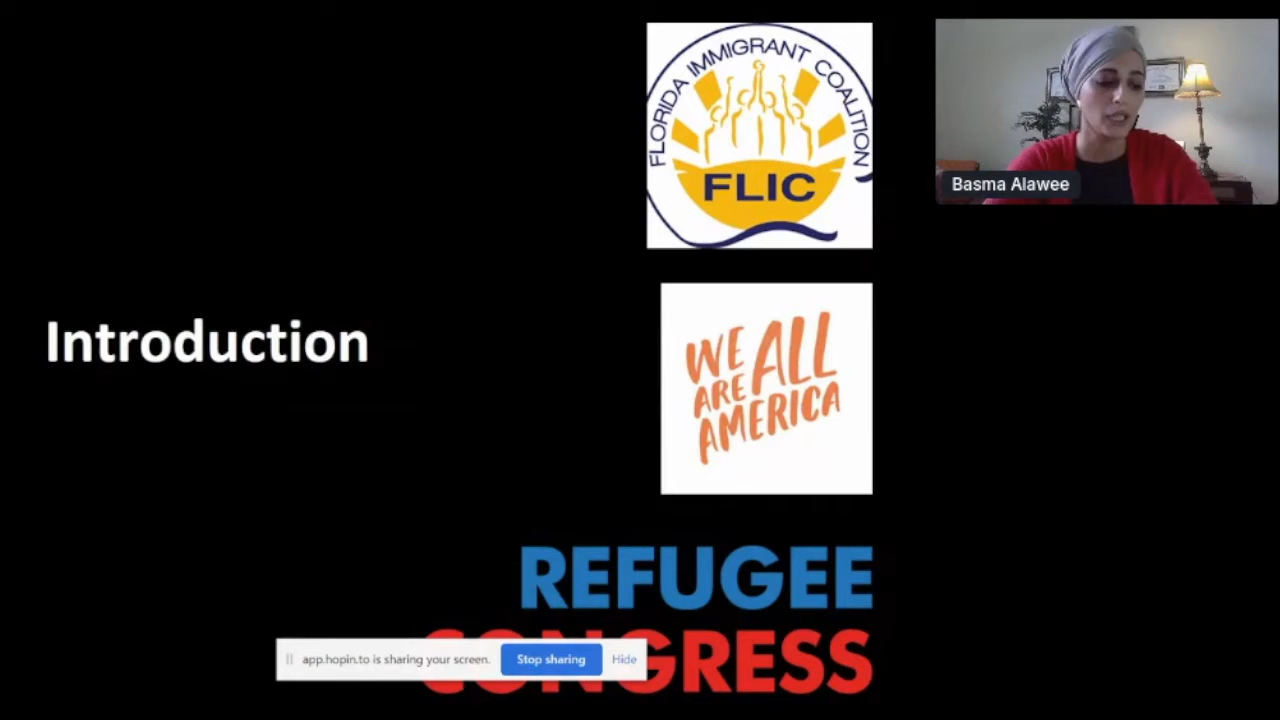 FLORIDA IMMIGRANT COALITION
FLIC
Basma Alawee
Introduction
WE ALL
ARE
AMERICA
REFUGEE
CONGRESS
app.hopin.to is sharing your screen. Stop sharing Hide